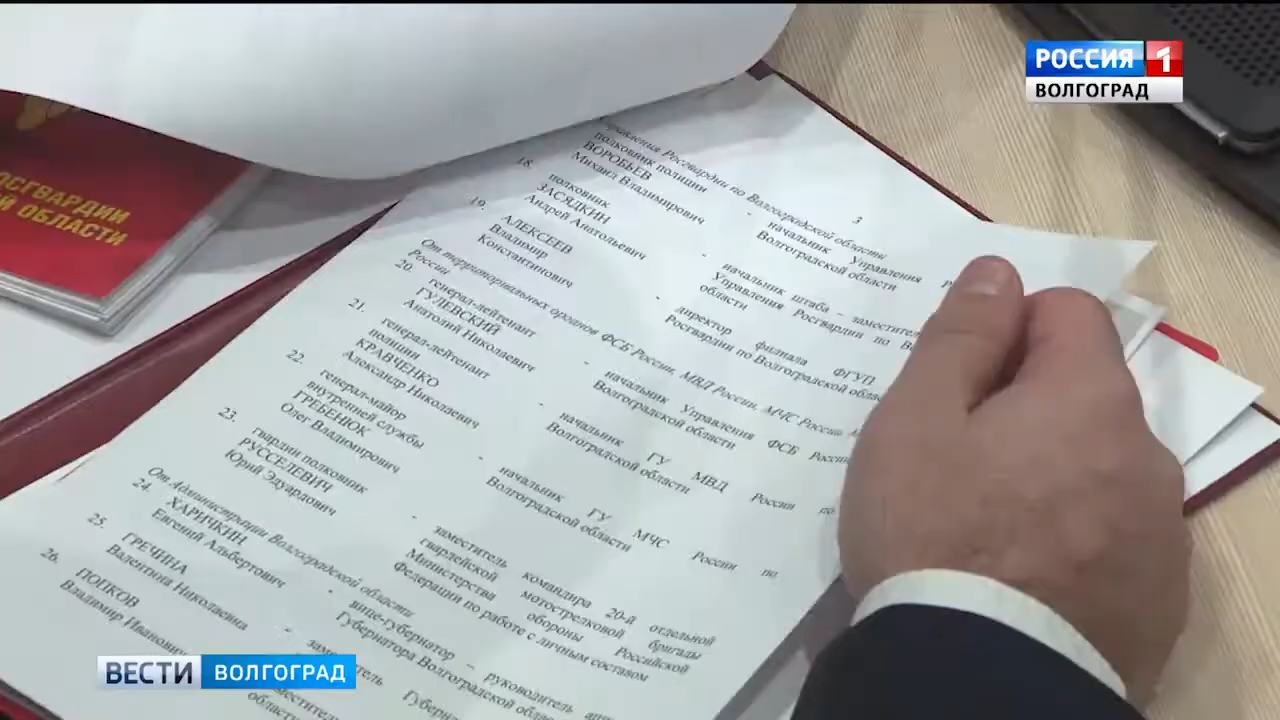 РОССИЯ 1
ВОЛГОГРАД
ОСГВАРДИИ
ОЙ ОБЛАСТИ
3
управления Росгвардии по Волгоградской области
полковник полиции
ВОРОБЬЕВ
Михаил Владимирович
- начальник Управления
Волгоградской области
18.
полковник
ЗАСЯДКИН
Андрей Анатольевич
- начальник штаба – заместитель
Управления Росгвардии по
области
19.
АЛЕКСЕЕВ
Владимир
Константинович
- директор филиала ФГУП
Росгвардии по Волгоградской
От территориальных органов ФСБ России, МВД России, МЧС России
России
20.
генерал-лейтенант
ГУЛЕВСКИЙ
Анатолий Николаевич
- начальник Управления ФСБ России
Волгоградской области
21.
генерал-лейтенант
полиции
КРАВЧЕНКО
Александр Николаевич
- начальник ГУ МВД России по
Волгоградской области
22.
генерал-майор
внутренней службы
ГРЕБЕНЮК
Олег Владимирович
- начальник ГУ МЧС России по
Волгоградской области
23.
гвардии полковник
РУССЕЛЕВИЧ
Юрий Эдуардович
- заместитель командира 20-й отдельной
гвардейской мотострелковой бригады
Министерства обороны Российской
Федерации по работе с личным составом
От Администрации Волгоградской области
24.
ХАРИЧКИН
Евгений Альбертович
- вице-губернатор – руководитель
Губернатора Волгоградской
25.
ГРЕЧИНА
Валентина Николаевна
26.
ПОПКОВ
Владимир Иванович
ВЕСТИ ВОЛГОГРАД